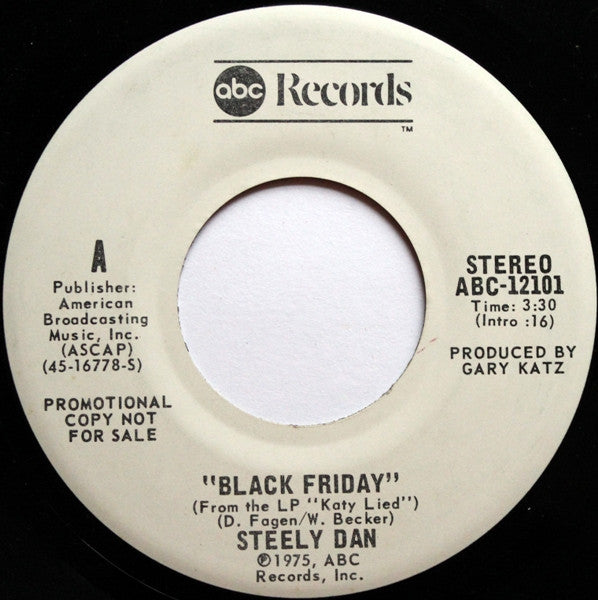 abc Records
TM
A
Publisher:
American
Broadcasting
Music, Inc.
(ASCAP)
(45-16778-S)
PROMOTIONAL
COPY NOT
FOR SALE
STEREO
ABC-12101
Time: 3:30
(Intro :16)
PRODUCED BY
GARY KATZ
"BLACK FRIDAY"
(From the LP "Katy Lied")
(D. Fagen/W. Becker)
STEELY DAN
℗1975, ABC
Records, Inc.